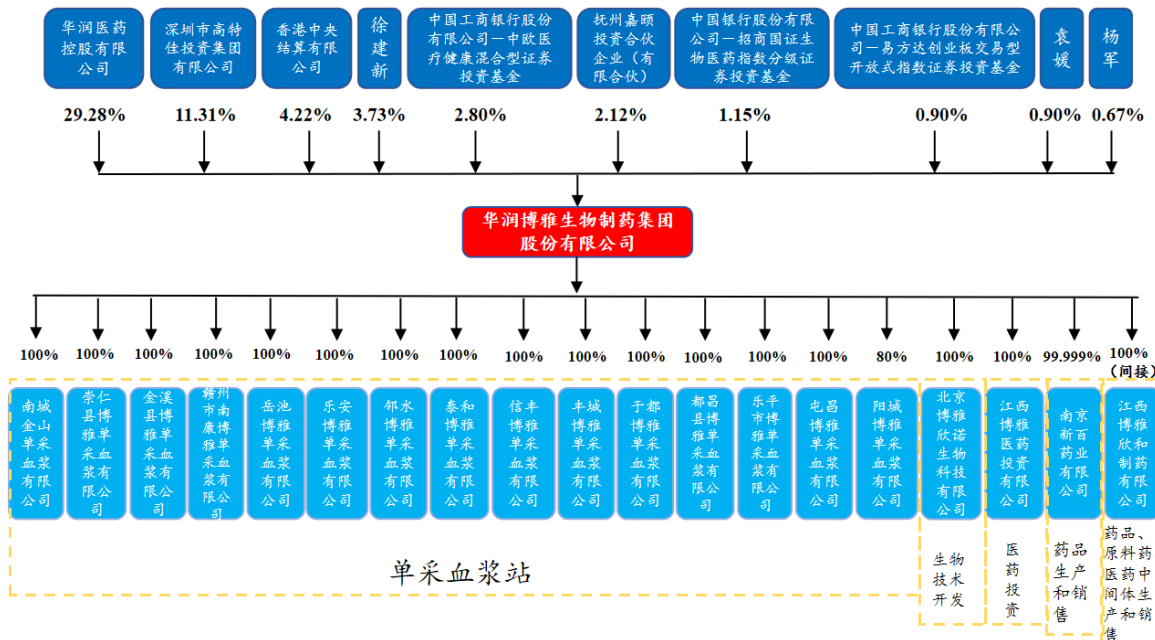 华润医药
控股有限
公司
深圳市高特
佳投资集团
有限公司
香港中央
结算有限
公司
徐
建
新
中国工商银行股份
有限公司－中欧医
疗健康混合型证券
投资基金
抚州嘉颐
投资合伙
企业（有
限合伙）
中国银行股份有限
公司－招商国证生
物医药指数分级证
券投资基金
中国工商银行股份有限公
司－易方达创业板交易型
开放式指数证券投资基金
袁
媛
杨
军
29.28%
11.31%
4.22%
3.73%
2.80%
2.12%
1.15%
0.90%
0.90%
0.67%
华润博雅生物制药集团
股份有限公司
100%
100%
100%
100%
100%
100%
100%
100%
100%
100%
100%
100%
100%
100%
80%
100%
100%
99.999%
100%
（间接）
南城
金山
单采
血浆
有限
公司
崇仁
县博
雅单
采血
浆有
限公
司
金溪
县博
雅单
采血
浆有
限公
司
赣州
市南
康博
雅单
采血
浆有
限公
司
岳池
博雅
单采
血浆
有限
公司
乐安
博雅
单采
血浆
有限
公司
邻水
博雅
单采
血浆
有限
公司
泰和
博雅
单采
血浆
有限
公司
信丰
博雅
单采
血浆
有限
公司
丰城
博雅
单采
血浆
有限
公司
于都
博雅
单采
血浆
有限
公司
都昌
县博
雅单
采血
浆有
限公
司
乐平
市博
雅单
采血
浆有
限公
司
屯昌
博雅
单采
血浆
有限
公司
阳城
博雅
单采
血浆
有限
公司
北京
博雅
欣诺
生物
科技
有限
公司
江西
博雅
医药
投资
有限
公司
南京
新百
药业
有限
公司
江西
博雅
欣和
制药
有限
公司
单采血浆站
生物
技术
开发
医
药
投
资
药品
生产
和销
售
药品、
原料药
医药中
间体生
产和销
售